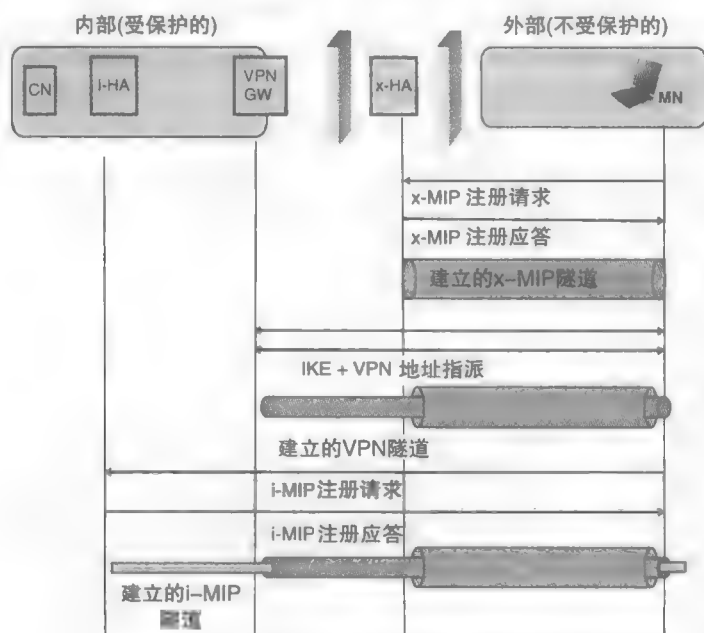 内部(受保护的)
外部(不受保护的)
CN
i-HA
VPN
GW
x-HA
MN
x-MIP 注册请求
x-MIP 注册应答
建立的x-MIP隧道
IKE + VPN 地址指派
建立的VPN隧道
i-MIP注册请求
i-MIP注册应答
建立的i-MIP
隧道